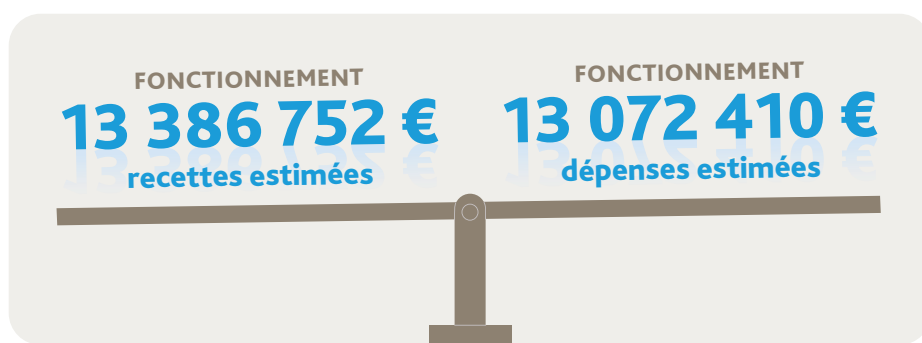 FONCTIONNEMENT
13 386 752 €
recettes estimées
FONCTIONNEMENT
13 072 410 €
dépenses estimées